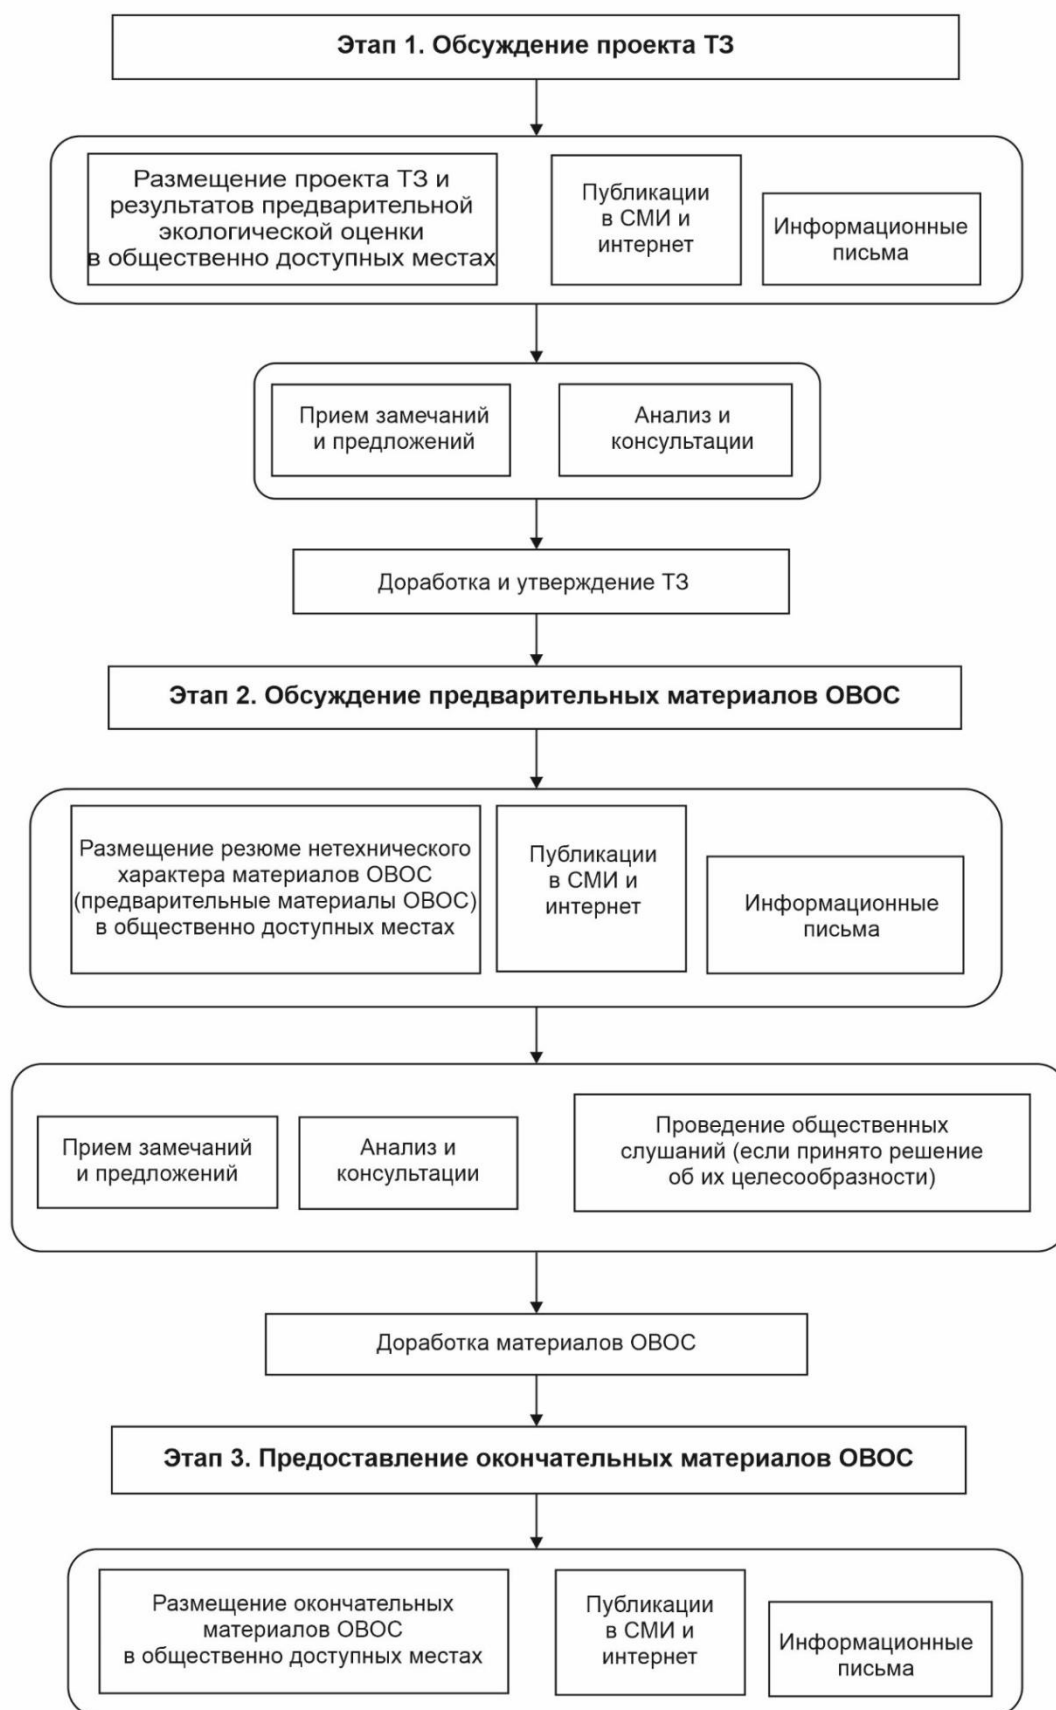 Этап 1. Обсуждение проекта ТЗ
Размещение проекта ТЗ и
результатов предварительной
экологической оценки
в общественно доступных местах
Публикации
в СМИ и
интернет
Информационные
письма
Прием замечаний
и предложений
Анализ и
консультации
Доработка и утверждение ТЗ
Этап 2. Обсуждение предварительных материалов ОВОС
Размещение резюме нетехнического
характера материалов ОВОС
(предварительные материалы ОВОС)
в общественно доступных местах
Публикации
в СМИ и
интернет
Информационные
письма
Прием замечаний
и предложений
Анализ и
консультации
Проведение общественных
слушаний (если принято решение
об их целесообразности)
Доработка материалов ОВОС
Этап 3. Предоставление окончательных материалов ОВОС
Размещение окончательных
материалов ОВОС
в общественно доступных местах
Публикации
в СМИ и
интернет
Информационные
письма